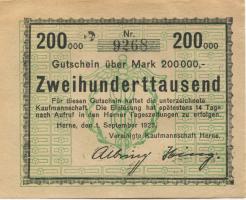 200000 Nr. 9268 200000
Gutschein über Mark 200000,-
Zweihunderttausend
Für diesen Gutschein haftet die unterzeichnete
Kaufmannschaft. Die Einlösung hat spätestens 14 Tage
nach Aufruf in den Herner Tageszeitungen zu erfolgen.
Herne, den 1. September 1923.
Vereinigte Kaufmannschaft Herne.